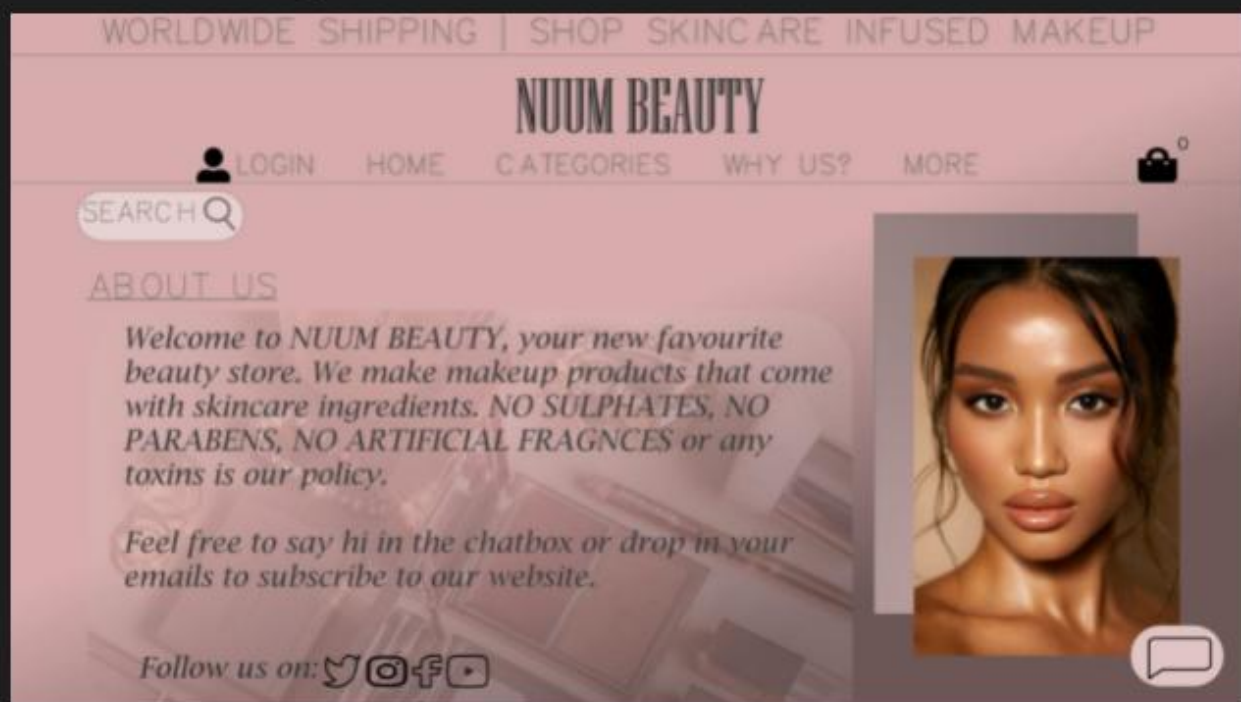 WORLDWIDE SHIPPING | SHOP SKINCARE INFUSED MAKEUP
NUUM BEAUTY
LOGIN HOME CATEGORIES WHY US? MORE
0
SEARCH
ABOUT US
Welcome to NUUM BEAUTY, your new favourite
beauty store. We make makeup products that come
with skincare ingredients. NO SULPHATES, NO
PARABENS, NO ARTIFICIAL FRAGNCES or any
toxins is our policy.
Feel free to say hi in the chatbox or drop in your
emails to subscribe to our website.
Follow us on: